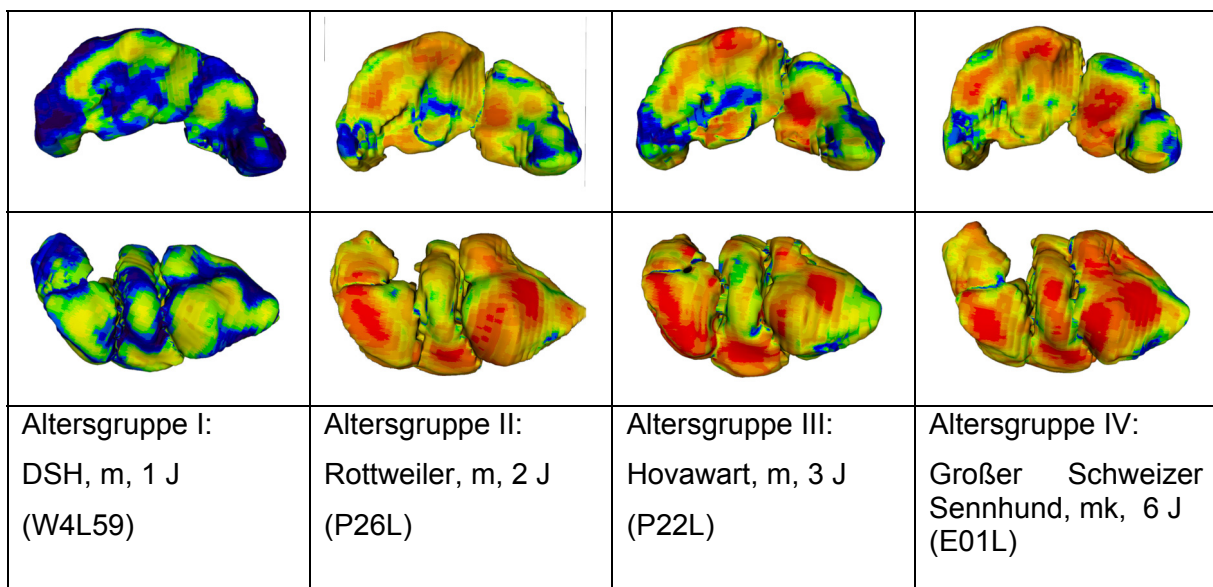 Altersgruppe I:
DSH, m, 1 J
(W4L59)
Altersgruppe II:
Rottweiler, m, 2 J
(P26L)
Altersgruppe III:
Hovawart, m, 3 J
(P22L)
Altersgruppe IV:
Großer Schweizer
Sennhund, mk, 6 J
(E01L)